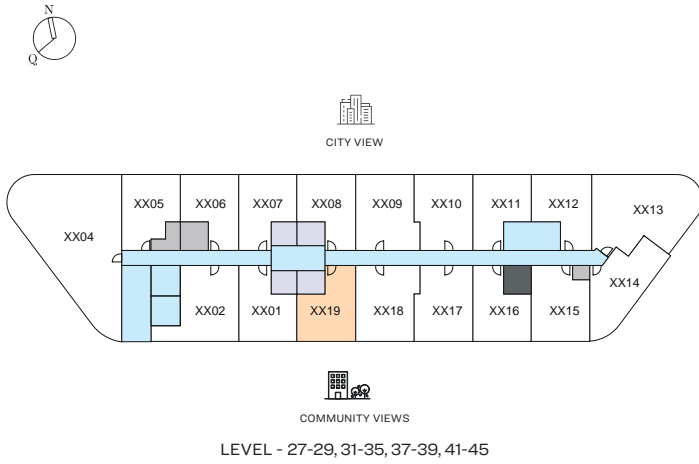 N
Q
CITY VIEW
XX05 XX06 XX07 XX08 XX09 XX10 XX11 XX12 XX13
XX04
XX14
XX02 XX01 XX19 XX18 XX17 XX16 XX15
COMMUNITY VIEWS
LEVEL - 27-29, 31-35, 37-39, 41-45